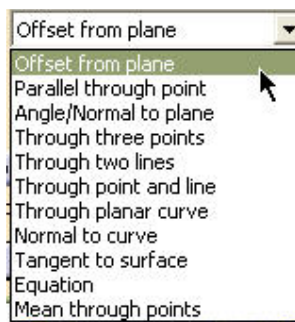 Offset from plane
Offset from plane
Parallel through point
Angle/Normal to plane
Through three points
Through two lines
Through point and line
Through planar curve
Normal to curve
Tangent to surface
Equation
Mean through points